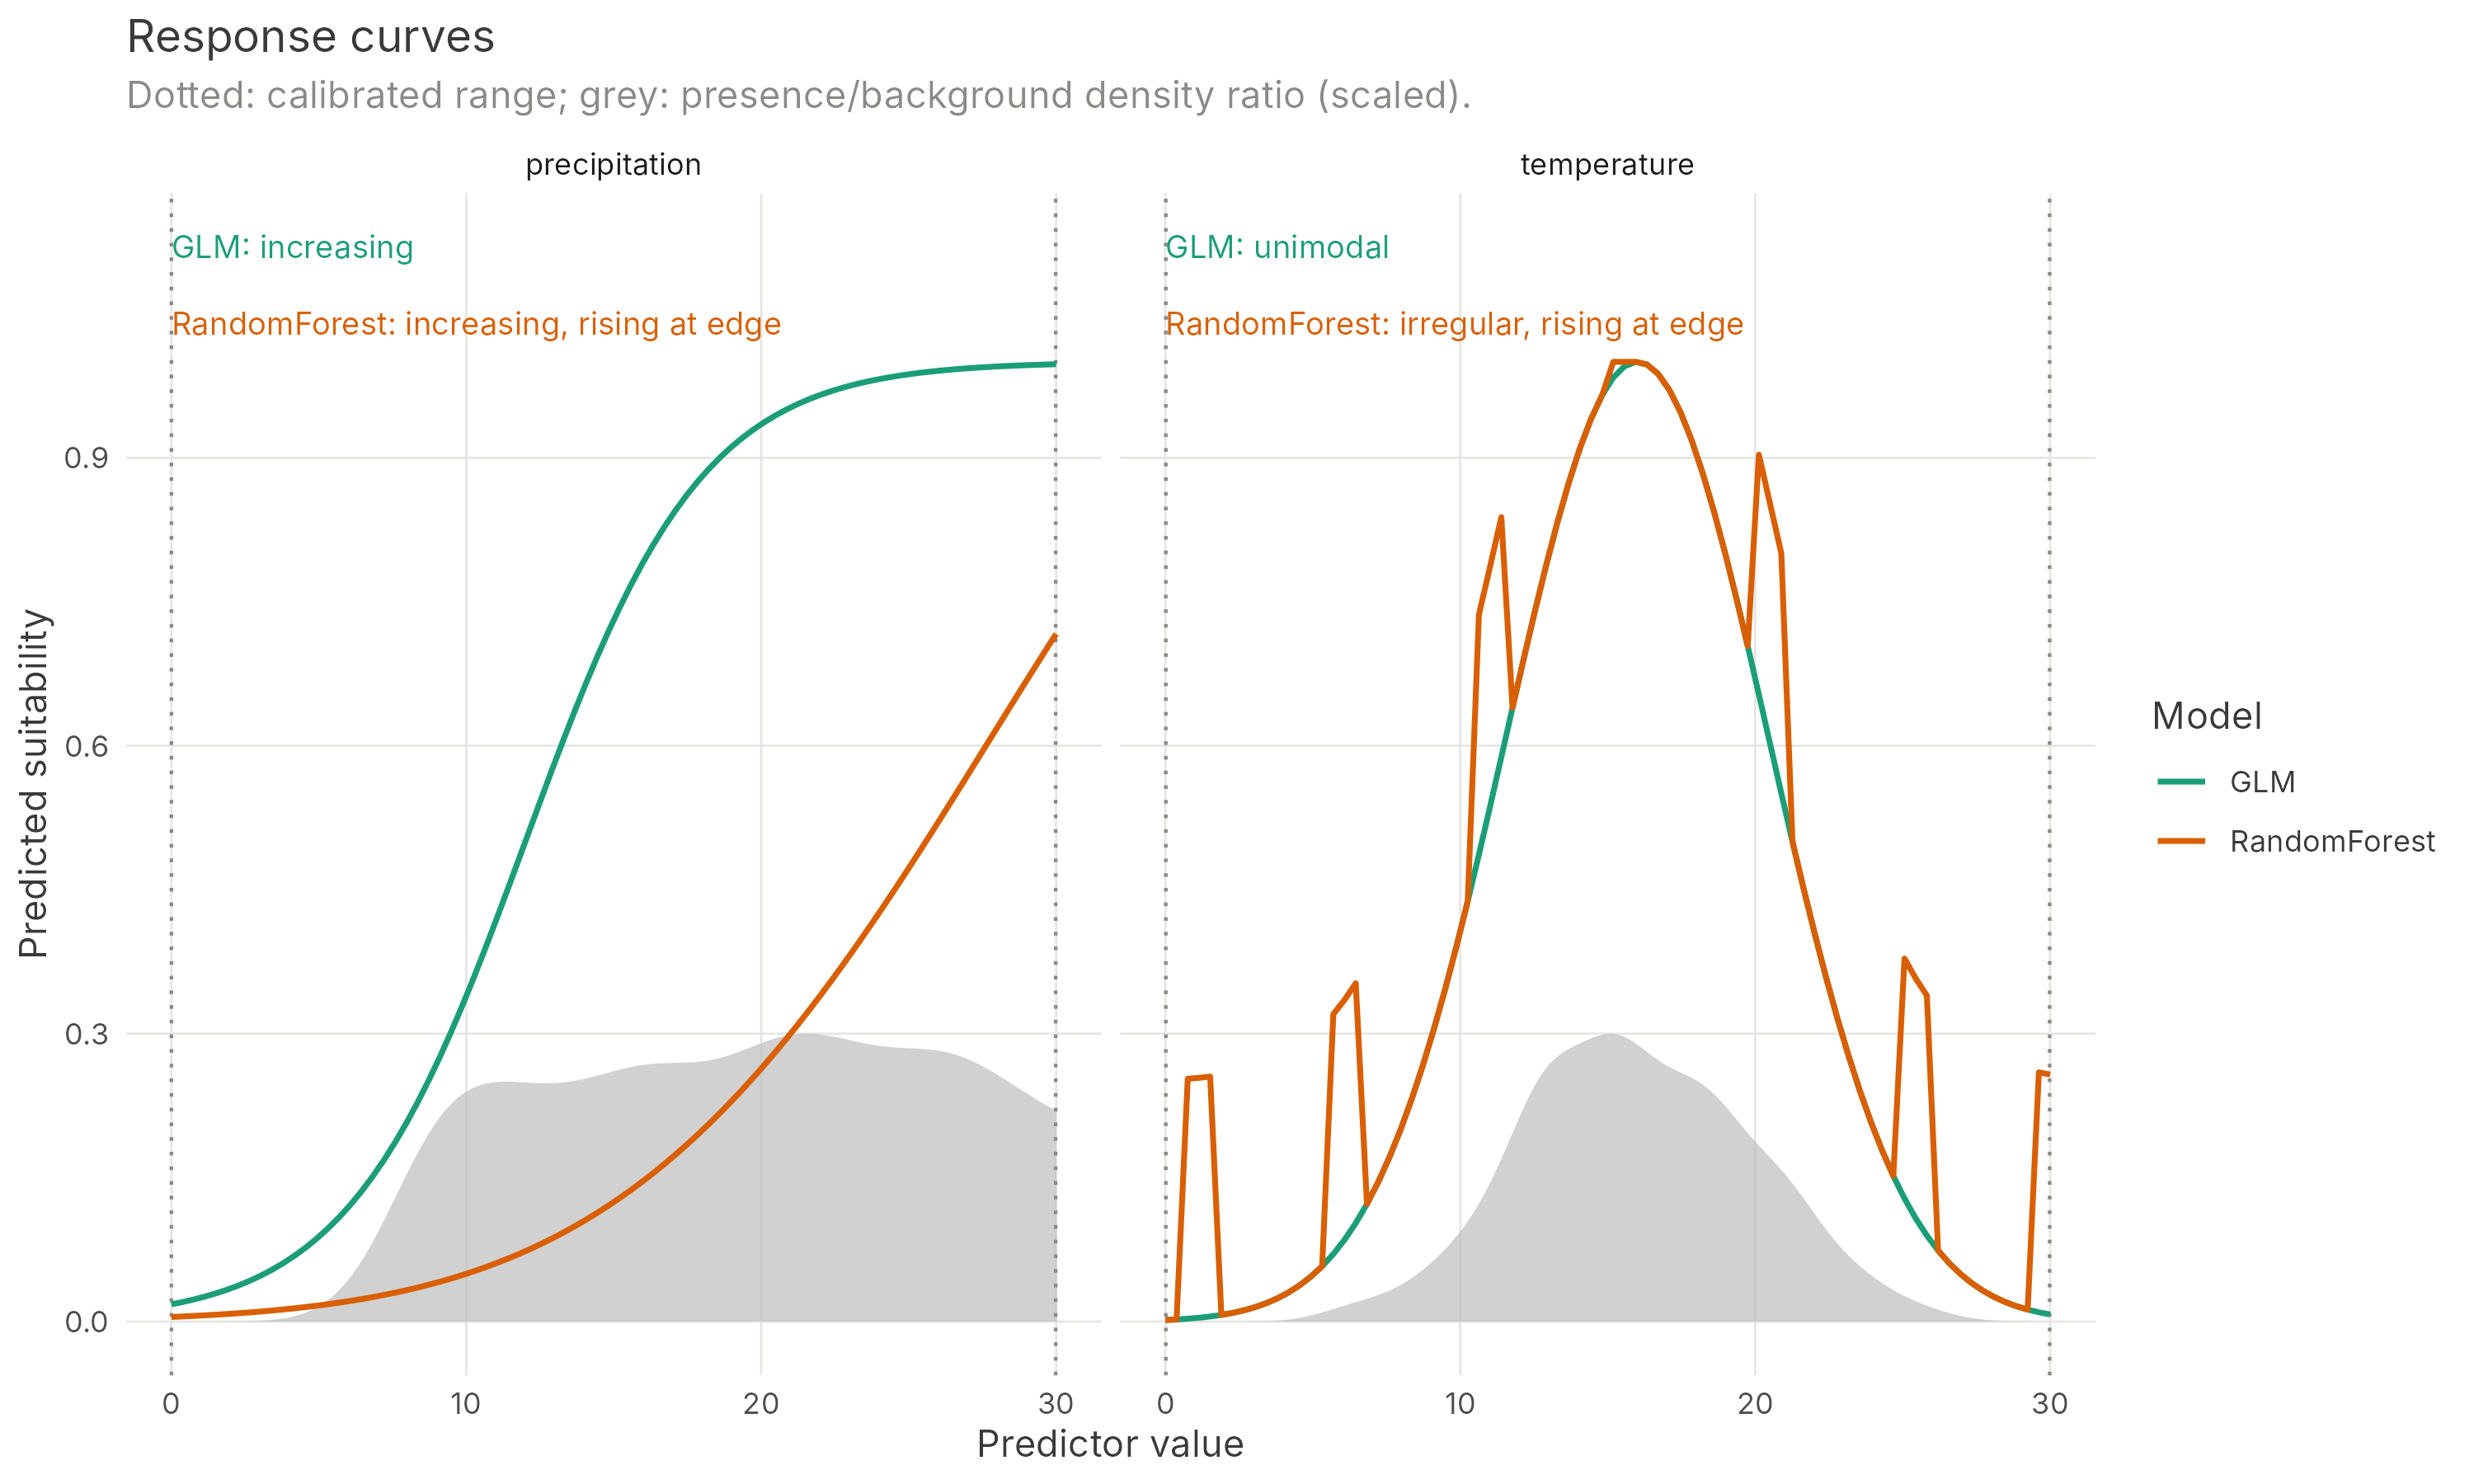 Response curves
Dotted: calibrated range; grey: presence/background density ratio (scaled).
precipitation
temperature
GLM: increasing
RandomForest: increasing, rising at edge
GLM: unimodal
RandomForest: irregular, rising at edge
Predicted suitability
0.9
0.6
0.3
0.0
0 10 20 30
0 10 20 30
Predictor value
Model
GLM
RandomForest